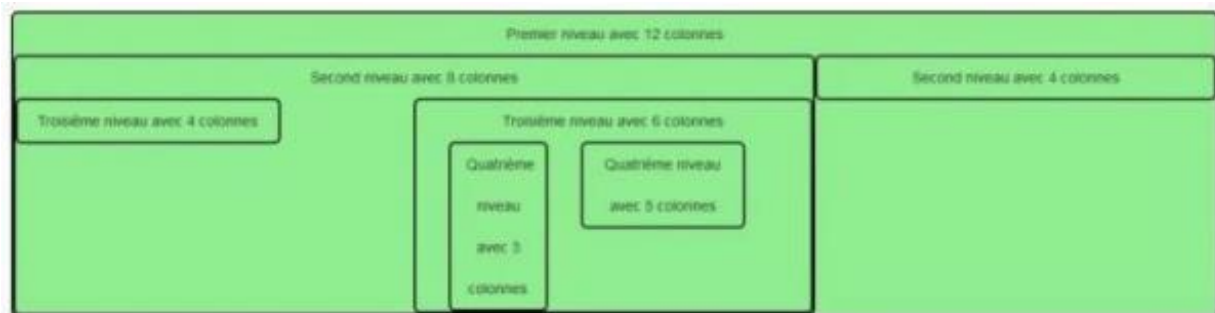 Premier niveau avec 12 colonnes
Second niveau avec 8 colonnes
Second niveau avec 4 colonnes
Troisième niveau avec 4 colonnes
Troisième niveau avec 6 colonnes
Quatrième
niveau
avec 3
colonnes
Quatrième niveau
avec 5 colonnes